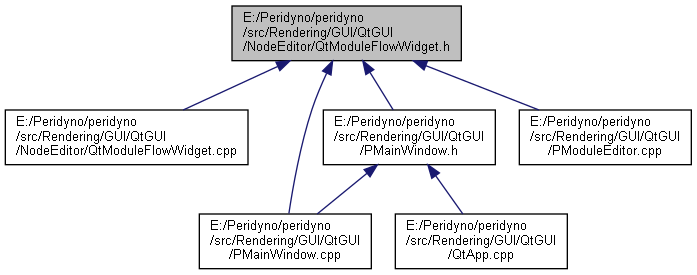 E:/Peridyno/peridyno
/src/Rendering/GUI/QtGUI
/NodeEditor/QtModuleFlowWidget.h
E:/Peridyno/peridyno
/src/Rendering/GUI/QtGUI
/NodeEditor/QtModuleFlowWidget.cpp
E:/Peridyno/peridyno
/src/Rendering/GUI/QtGUI
/PMainWindow.h
E:/Peridyno/peridyno
/src/Rendering/GUI/QtGUI
/PModuleEditor.cpp
E:/Peridyno/peridyno
/src/Rendering/GUI/QtGUI
/PMainWindow.cpp
E:/Peridyno/peridyno
/src/Rendering/GUI/QtGUI
/QtApp.cpp